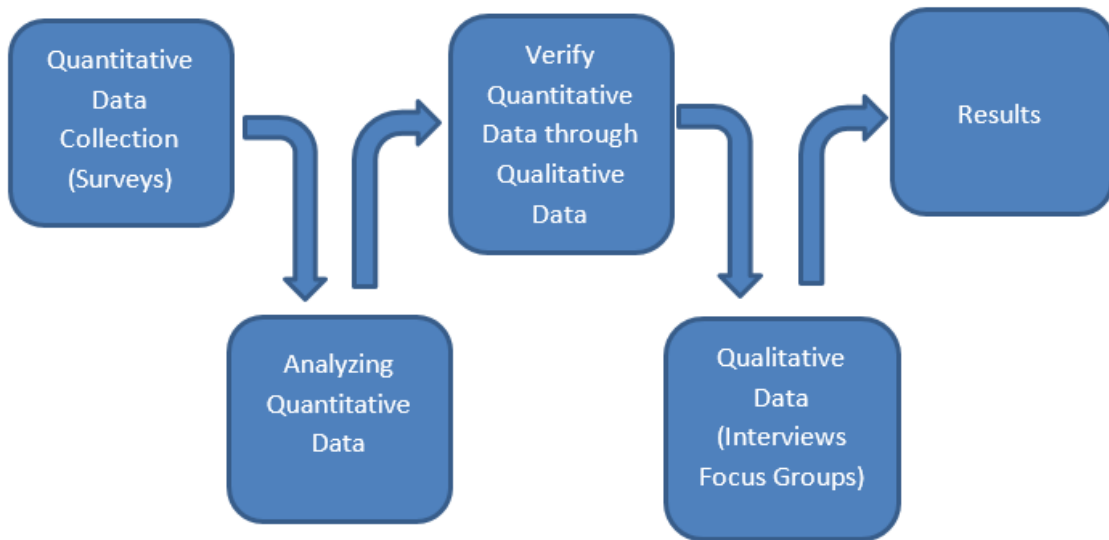 Quantitative
Data
Collection
(Surveys)
Analyzing
Quantitative
Data
Verify
Quantitative
Data through
Qualitative
Data
Qualitative
Data
(Interviews
Focus Groups)
Results